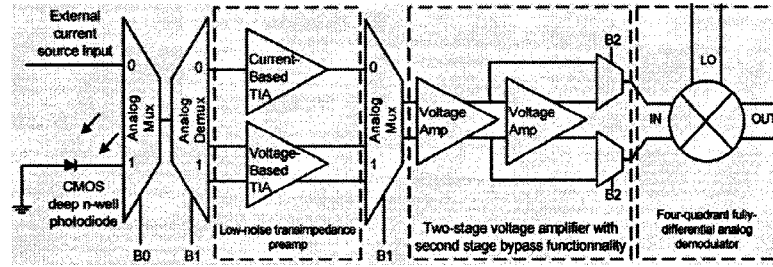 External
current
source input
0
Analog
Mux
1
CMOS
deep n-well
photodiode
B0
0
Analog
Demux
1
B1
Current-
Based
TIA
Voltage-
Based
TIA
Low-noise transimpedance
preamp
0
Analog Mux
1
B1
Voltage
Amp
Voltage
Amp
B2
B2
Two-stage voltage amplifier with
second stage bypass functionnality
LO
IN
OUT
Four-quadrant fully-
differential analog
demodulator